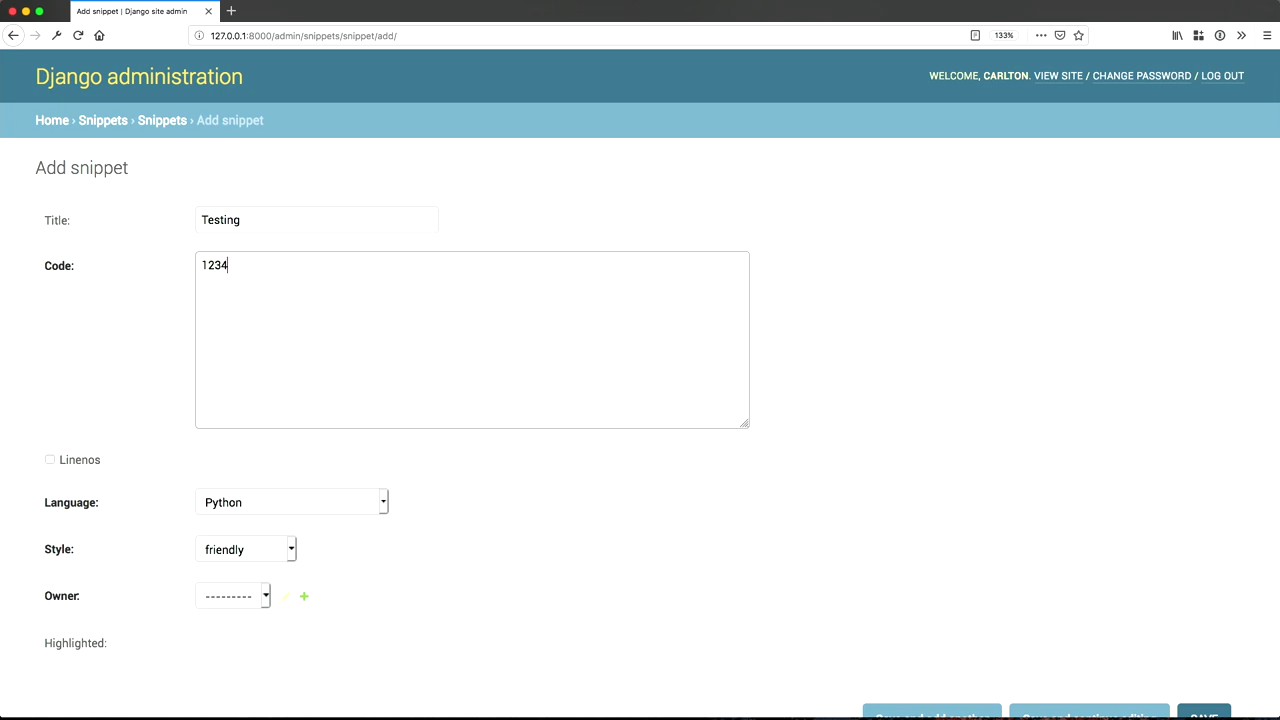 Add snippet | Django site admin
127.0.0.1:8000/admin/snippets/snippet/add/
133%
Django administration
WELCOME, CARLTON. VIEW SITE / CHANGE PASSWORD / LOG OUT
Home › Snippets › Snippets › Add snippet
Add snippet
Title:
Testing
Code:
1234
Linenos
Language:
Python
Style:
friendly
Owner:
---------
Highlighted:
SAVE